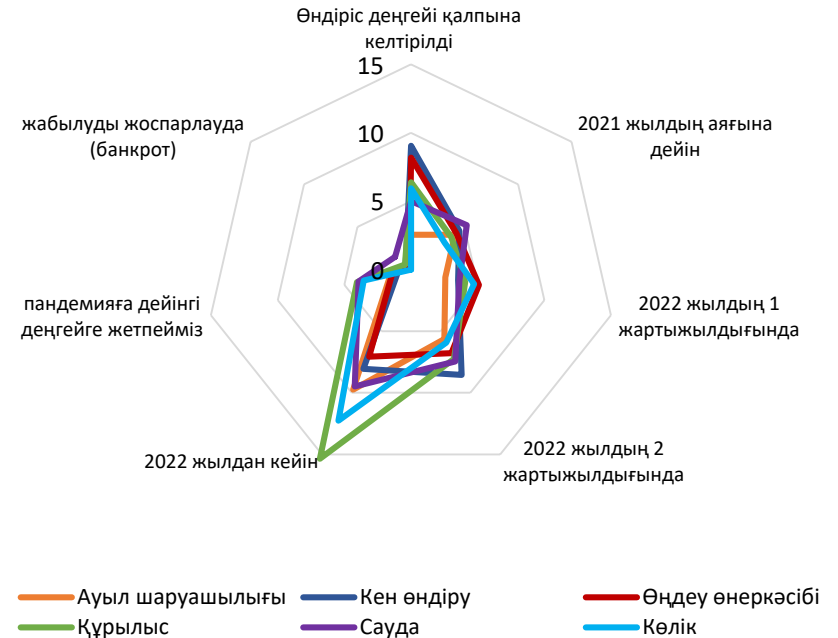 Өндіріс деңгейі қалпына
келтірілді
15
10
5
0
2021 жылдың аяғына
дейін
2022 жылдың 1
жартыжылдығында
2022 жылдың 2
жартыжылдығында
2022 жылдан кейін
пандемияға дейінгі
деңгейге жетпейміз
жабылуды жоспарлауда
(банкрот)
Ауыл шаруашылығы
Кен өндіру
Өңдеу өнеркәсібі
Құрылыс
Сауда
Көлік